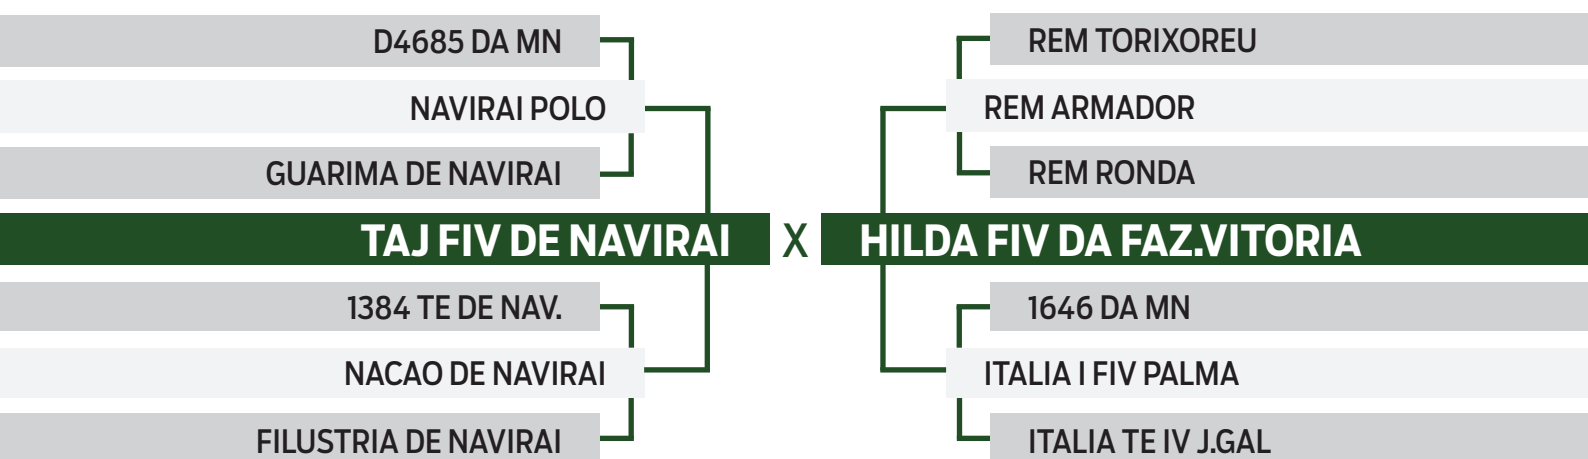 D4685 DA MN
NAVIRAI POLO
GUARIMA DE NAVIRAI
TAJ FIV DE NAVIRAI
1384 TE DE NAV.
NACAO DE NAVIRAI
FILUSTRIA DE NAVIRAI
X
REM TORIXOREU
REM ARMADOR
REM RONDA
HILDA FIV DA FAZ.VITORIA
1646 DA MN
ITALIA I FIV PALMA
ITALIA TE IV J.GAL